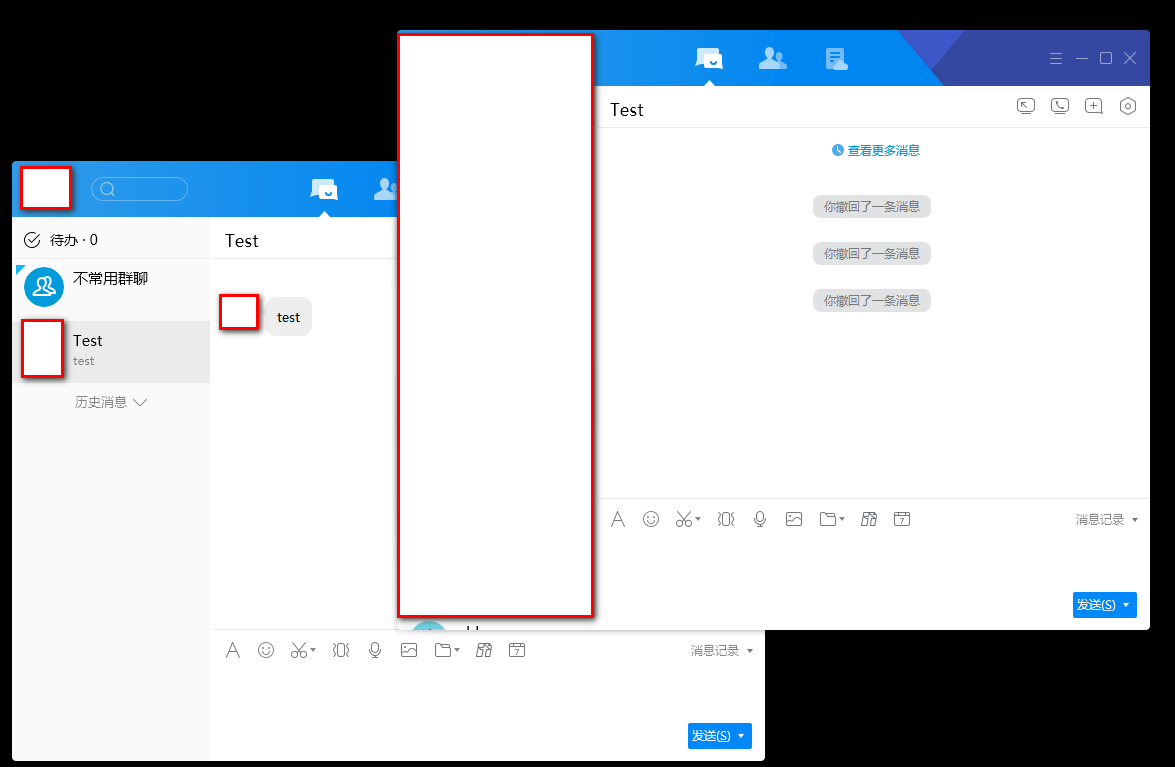 Test
查看更多消息
你撤回了一条消息
你撤回了一条消息
你撤回了一条消息
消息记录
发送(S)
待办 · 0
不常用群聊
Test
test
历史消息
Test
test
消息记录
发送(S)